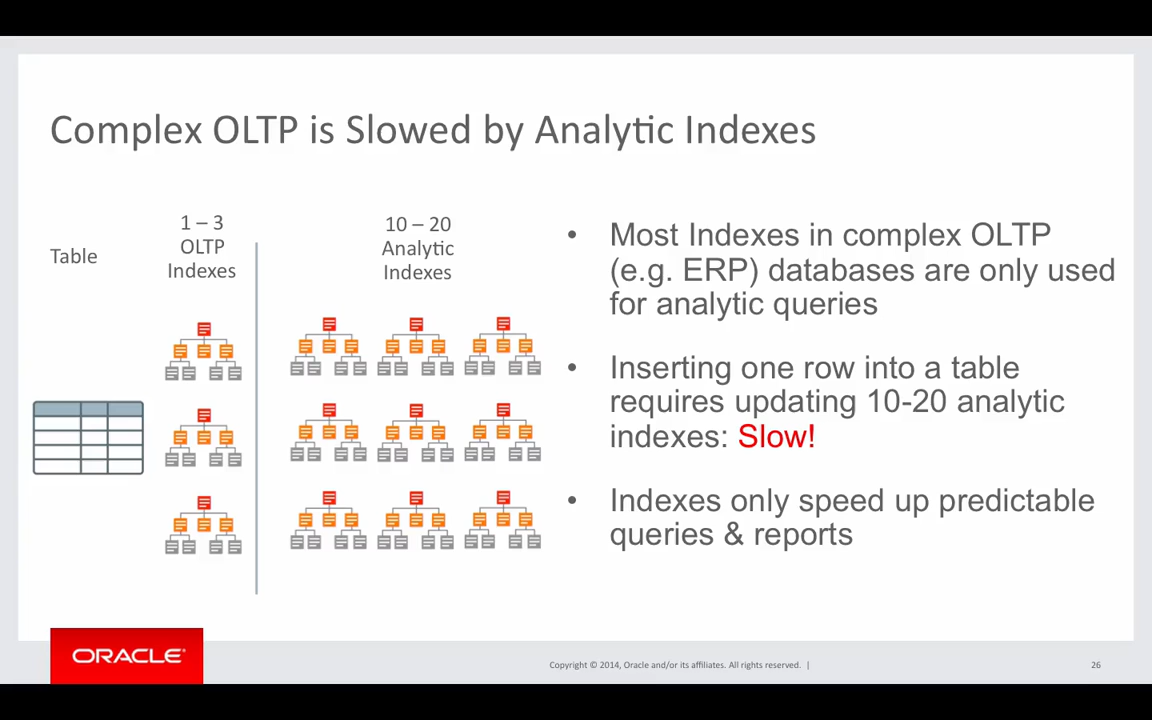 Complex OLTP is Slowed by Analytic Indexes
Table
1 – 3
OLTP
Indexes
10 – 20
Analytic
Indexes
• Most Indexes in complex OLTP
(e.g. ERP) databases are only used
for analytic queries
• Inserting one row into a table
requires updating 10-20 analytic
indexes: Slow!
• Indexes only speed up predictable
queries & reports
ORACLE®
Copyright © 2014, Oracle and/or its affiliates. All rights reserved. |
26